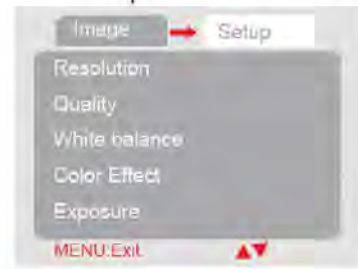 Image Setup
Resolution
Quality
White balance
Color Effect
Exposure
MENU:Exit